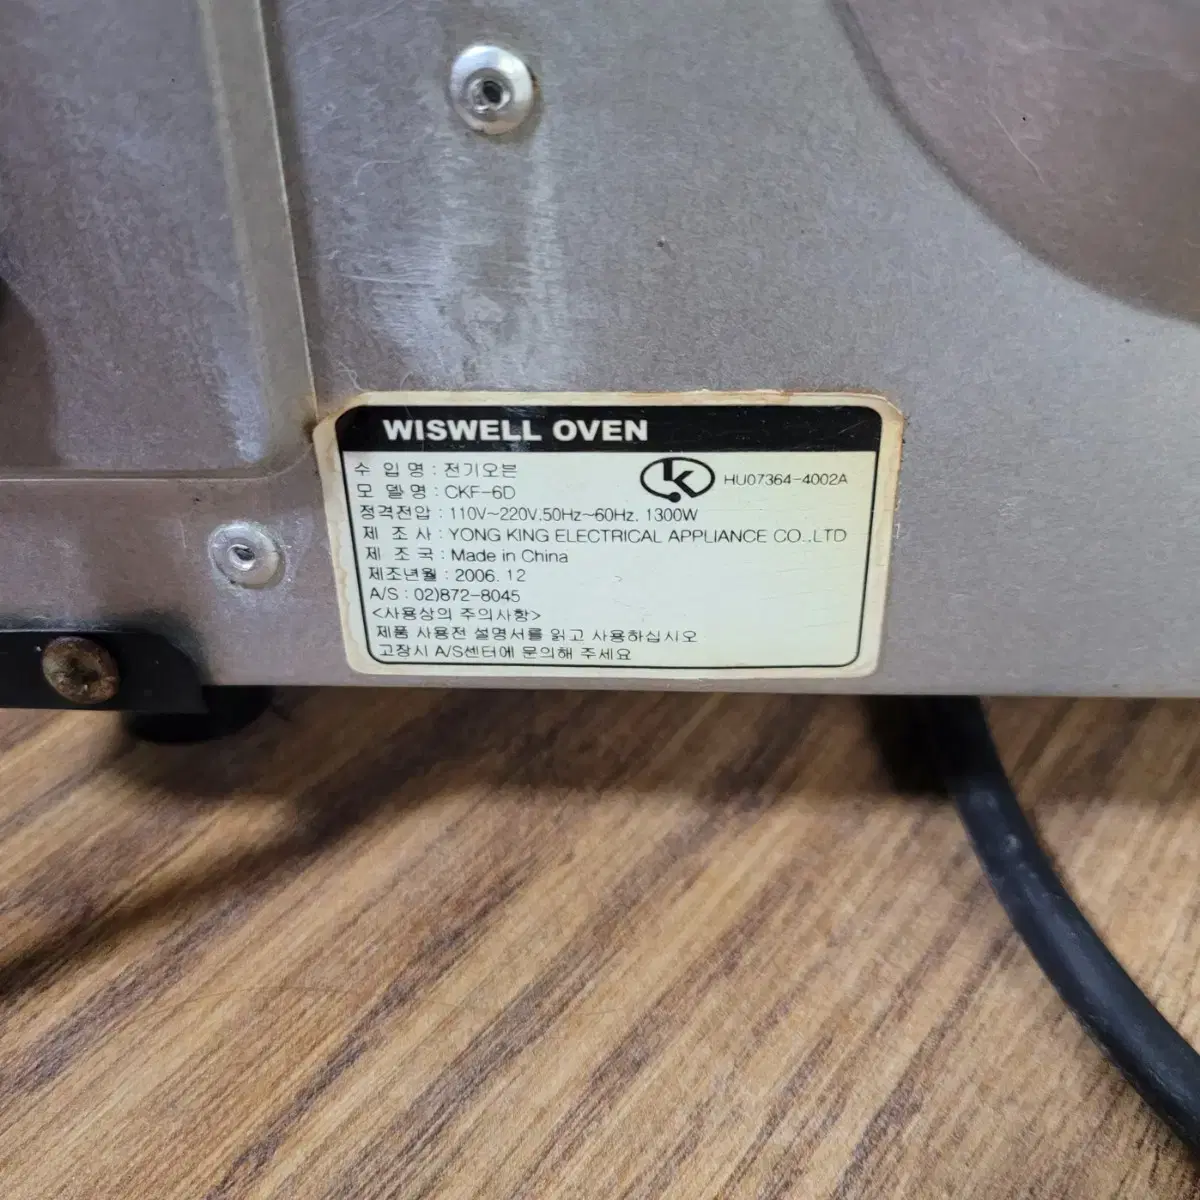 WISWELL OVEN
수 입 명 : 전기오븐
HU07364-4002A
모 델 명 : CKF-6D
정격전압 : 110V~220V.50Hz~60Hz. 1300W
제 조 사 : YONG KING ELECTRICAL APPLIANCE CO.,LTD
제 조 국 : Made in China
제조년월 : 2006. 12
A/S : 02)872-8045
<사용상의 주의사항>
제품 사용전 설명서를 읽고 사용하십시오
고장시 A/S센터에 문의해 주세요